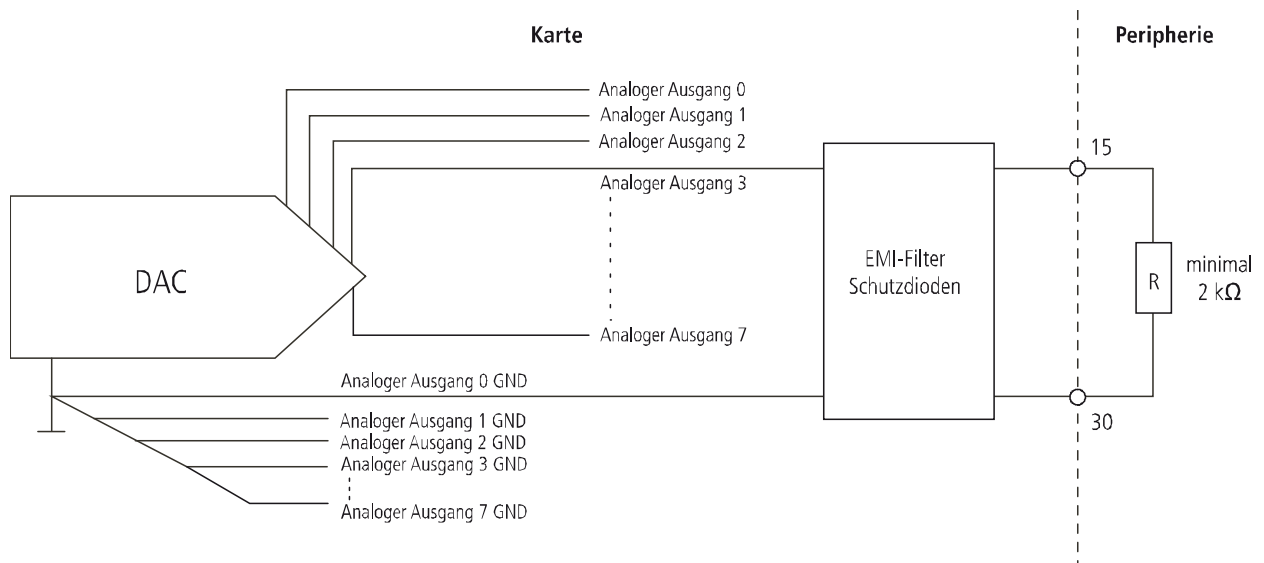 Karte
Peripherie
Analoger Ausgang 0
Analoger Ausgang 1
Analoger Ausgang 2
Analoger Ausgang 3
15
DAC
EMI-Filter
Schutzdioden
R
minimal
2 kΩ
Analoger Ausgang 7
Analoger Ausgang 0 GND
Analoger Ausgang 1 GND
Analoger Ausgang 2 GND
Analoger Ausgang 3 GND
Analoger Ausgang 7 GND
30